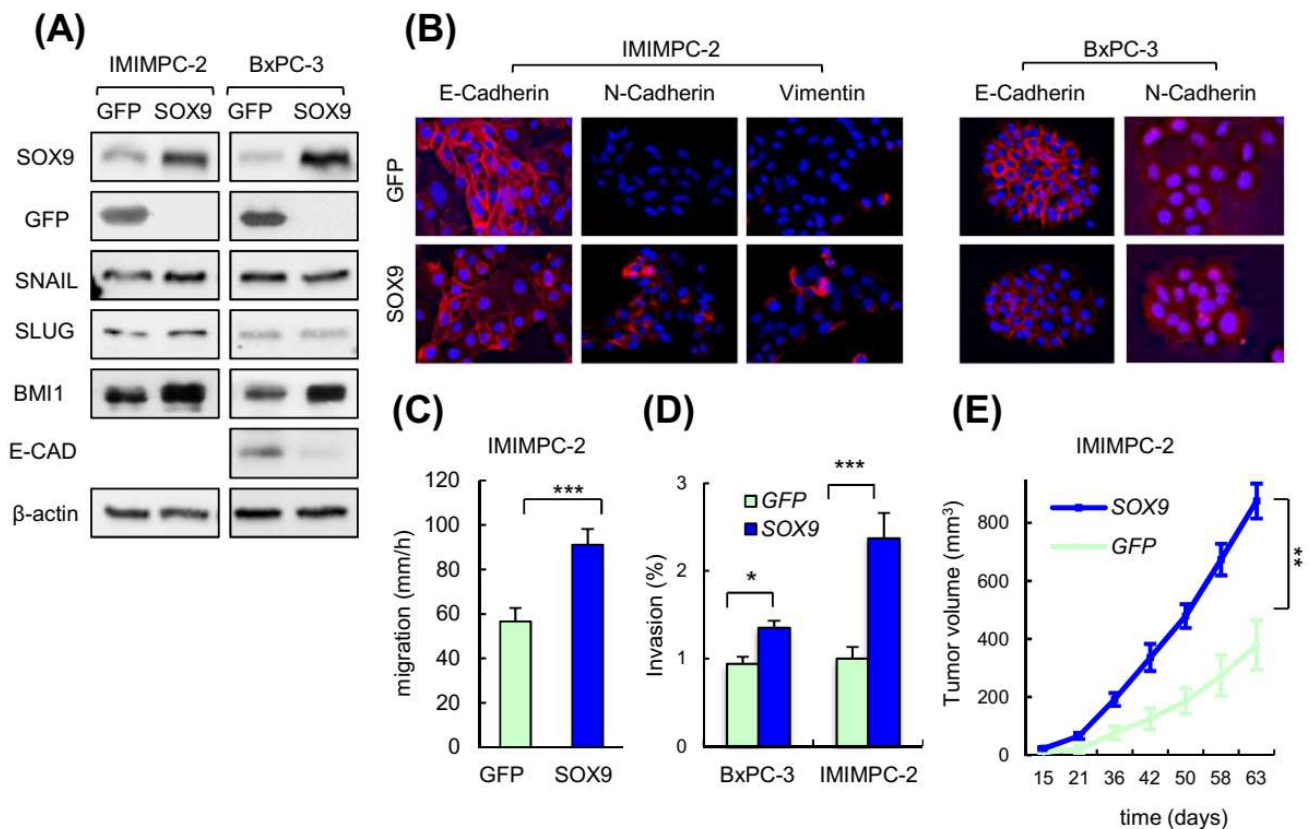 (A)
IMIMPC-2 BxPC-3
GFP SOX9 GFP SOX9
SOX9
GFP
SNAIL
SLUG
BMI1
E-CAD
β-actin
(B)
IMIMPC-2 BxPC-3
E-Cadherin N-Cadherin Vimentin E-Cadherin N-Cadherin
GFP
SOX9
(C)
IMIMPC-2
***
migration (mm/h)
120
100
80
60
40
20
0
GFP SOX9
(D)
GFP
SOX9
***
*
Invasion (%)
3
2
1
0
BxPC-3 IMIMPC-2
(E)
IMIMPC-2
SOX9
GFP
**
Tumor volume (mm³)
800
600
400
200
0
15 21 36 42 50 58 63
time (days)